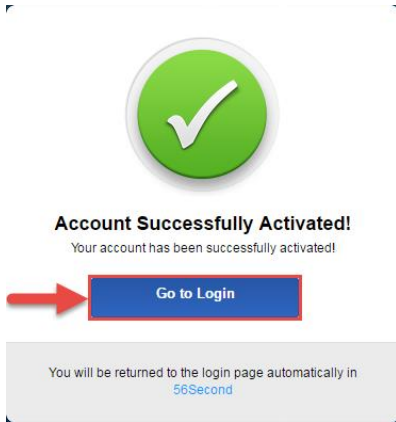 Account Successfully Activated!
Your account has been successfully activated!
Go to Login
You will be returned to the login page automatically in
56Second